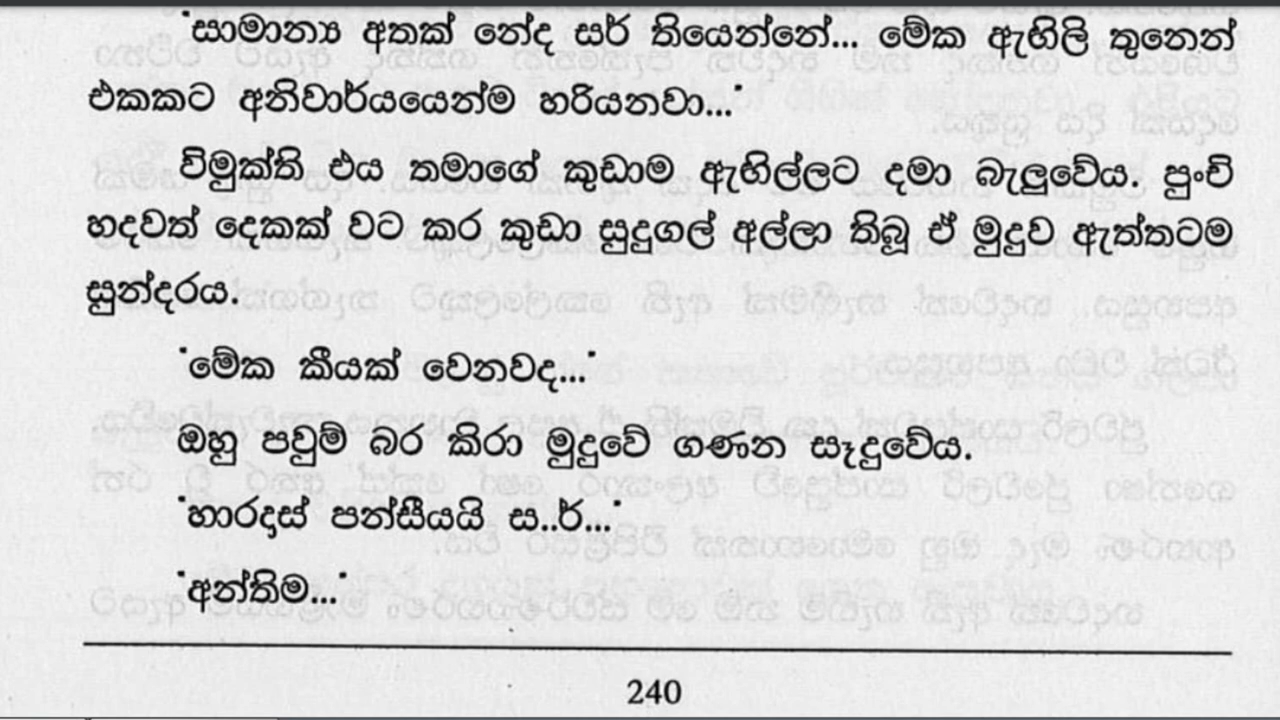 'සාමාන්‍ය අතක් නේද සර් තියෙන්නේ... මේක ඇඟිලි තුනෙන්
එකකට අනිවාර්යයෙන්ම හරියනවා...'
විමුක්ති එය තමාගේ කුඩාම ඇඟිල්ලට දමා බැලුවේය. පුංචි
හදවත් දෙකක් වට කර කුඩා සුදුගල් අල්ලා තිබූ ඒ මුදුව ඇත්තටම
සුන්දරය.
'මේක කීයක් වෙනවද...'
ඔහු පවුම් බර කිරා මුදුවේ ගණන සෑදුවේය.
'හාරදාස් පන්සීයයි ස..ර්...'
'අන්තිම...'
240